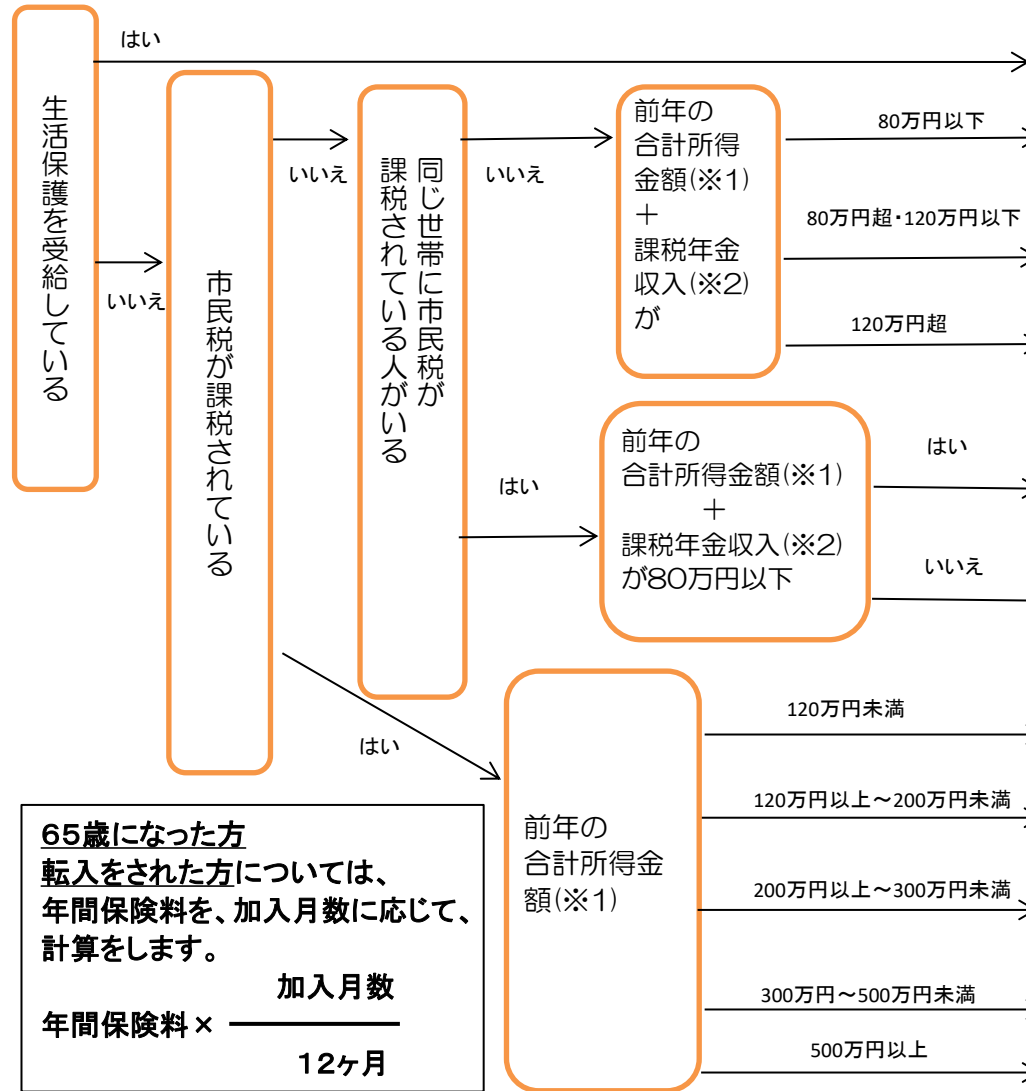 はい
生活保護を受給している
いいえ
市民税が課税されている
いいえ
同じ世帯に市民税が
課税されている人がいる
いいえ
前年の
合計所得
金額(※1)
＋
課税年金
収入(※2)
が
80万円以下
80万円超・120万円以下
120万円超
はい
前年の
合計所得金額(※1)
＋
課税年金収入(※2)
が80万円以下
はい
いいえ
はい
前年の
合計所得金
額(※1)
120万円未満
120万円以上～200万円未満
200万円以上～300万円未満
300万円～500万円未満
500万円以上
65歳になった方
転入をされた方については、
年間保険料を、加入月数に応じて、
計算をします。
加入月数
年間保険料×
12ヶ月